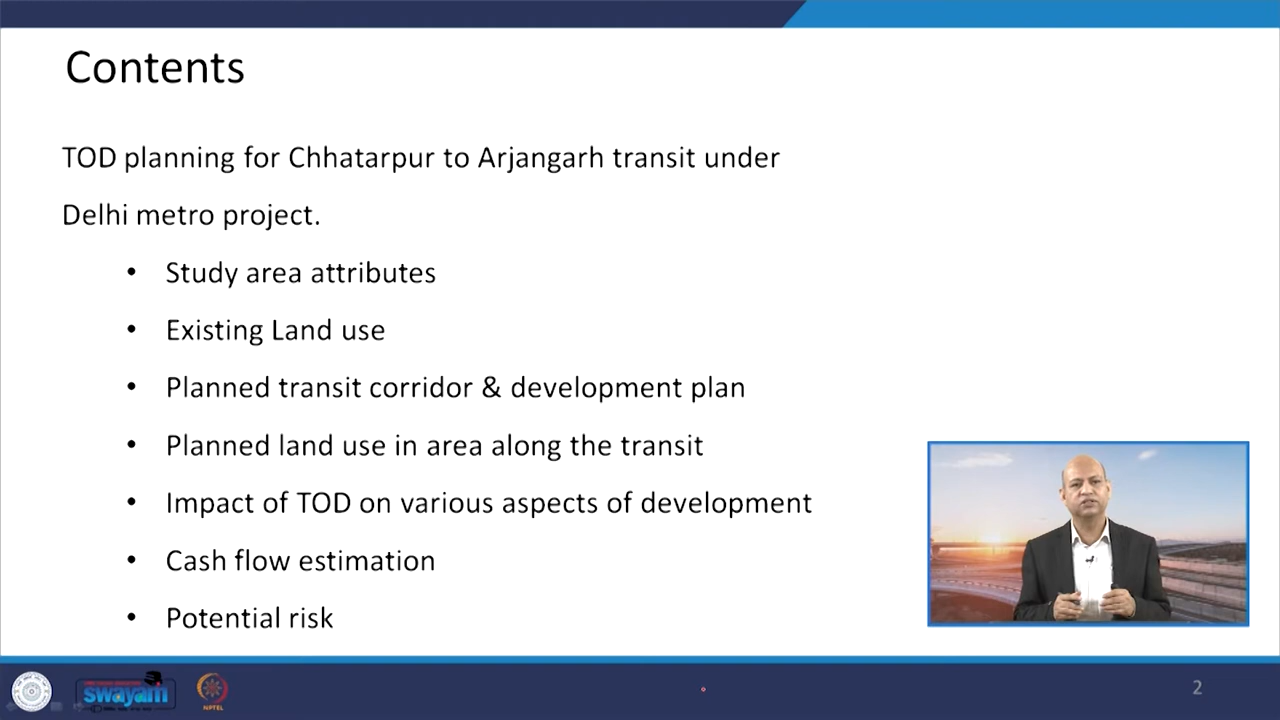 Contents
TOD planning for Chhatarpur to Arjangarh transit under
Delhi metro project.
• Study area attributes
• Existing Land use
• Planned transit corridor & development plan
• Planned land use in area along the transit
• Impact of TOD on various aspects of development
• Cash flow estimation
• Potential risk
swayam
NPTEL
2